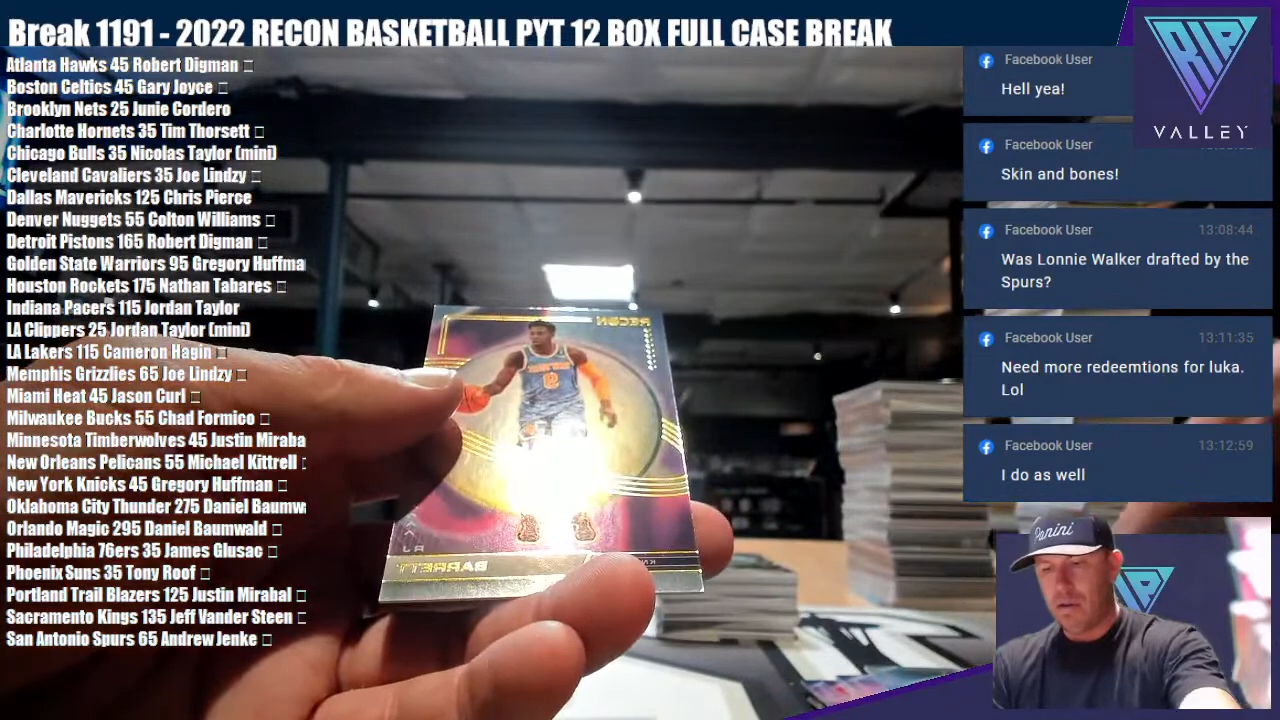 Break 1191 - 2022 RECON BASKETBALL PYT 12 BOX FULL CASE BREAK
Atlanta Hawks 45 Robert Digman
Boston Celtics 45 Gary Joyce
Brooklyn Nets 25 Junie Cordero
Charlotte Hornets 35 Tim Thorsett
Chicago Bulls 35 Nicolas Taylor (mini)
Cleveland Cavaliers 35 Joe Lindzy
Dallas Mavericks 125 Chris Pierce
Denver Nuggets 55 Colton Williams
Detroit Pistons 165 Robert Digman
Golden State Warriors 95 Gregory Huffma
Houston Rockets 175 Nathan Tabares
Indiana Pacers 115 Jordan Taylor
LA Clippers 25 Jordan Taylor (mini)
LA Lakers 115 Cameron Hagin
Memphis Grizzlies 65 Joe Lindzy
Miami Heat 45 Jason Curl
Milwaukee Bucks 55 Chad Formico
Minnesota Timberwolves 45 Justin Miraba
New Orleans Pelicans 55 Michael Kittrell
New York Knicks 45 Gregory Huffman
Oklahoma City Thunder 275 Daniel Baumw
Orlando Magic 295 Daniel Baumwald
Philadelphia 76ers 35 James Glusac
Phoenix Suns 35 Tony Roof
Portland Trail Blazers 125 Justin Mirabal
Sacramento Kings 135 Jeff Vander Steen
San Antonio Spurs 65 Andrew Jenke
RECON
BARRETT
Facebook User
Hell yea!
Facebook User
Skin and bones!
Facebook User 13:08:44
Was Lonnie Walker drafted by the
Spurs?
Facebook User 13:11:35
Need more redeemtions for luka.
Lol
Facebook User 13:12:59
I do as well
RIP
VALLEY
Panini